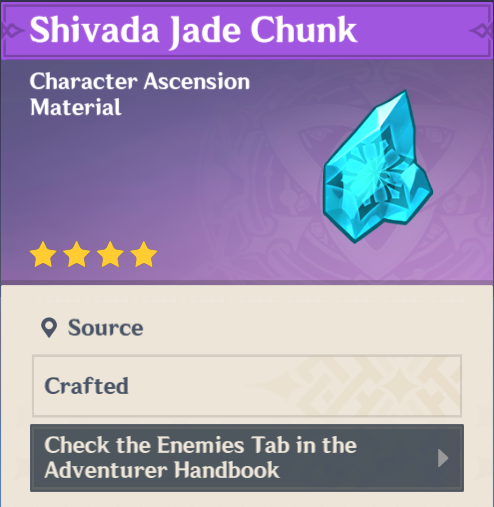 Shivada Jade Chunk
Character Ascension
Material
Source
Crafted
Check the Enemies Tab in the
Adventurer Handbook